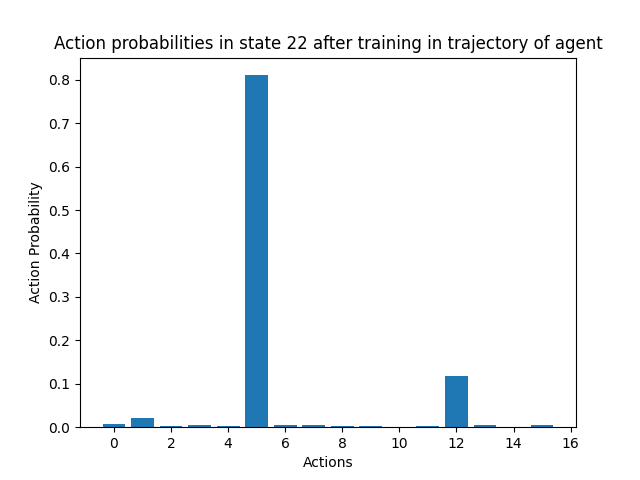 Action probabilities in state 22 after training in trajectory of agent
0.8
0.7
0.6
0.5
0.4
0.3
0.2
0.1
0.0
Action Probability
0 2 4 6 8 10 12 14 16
Actions